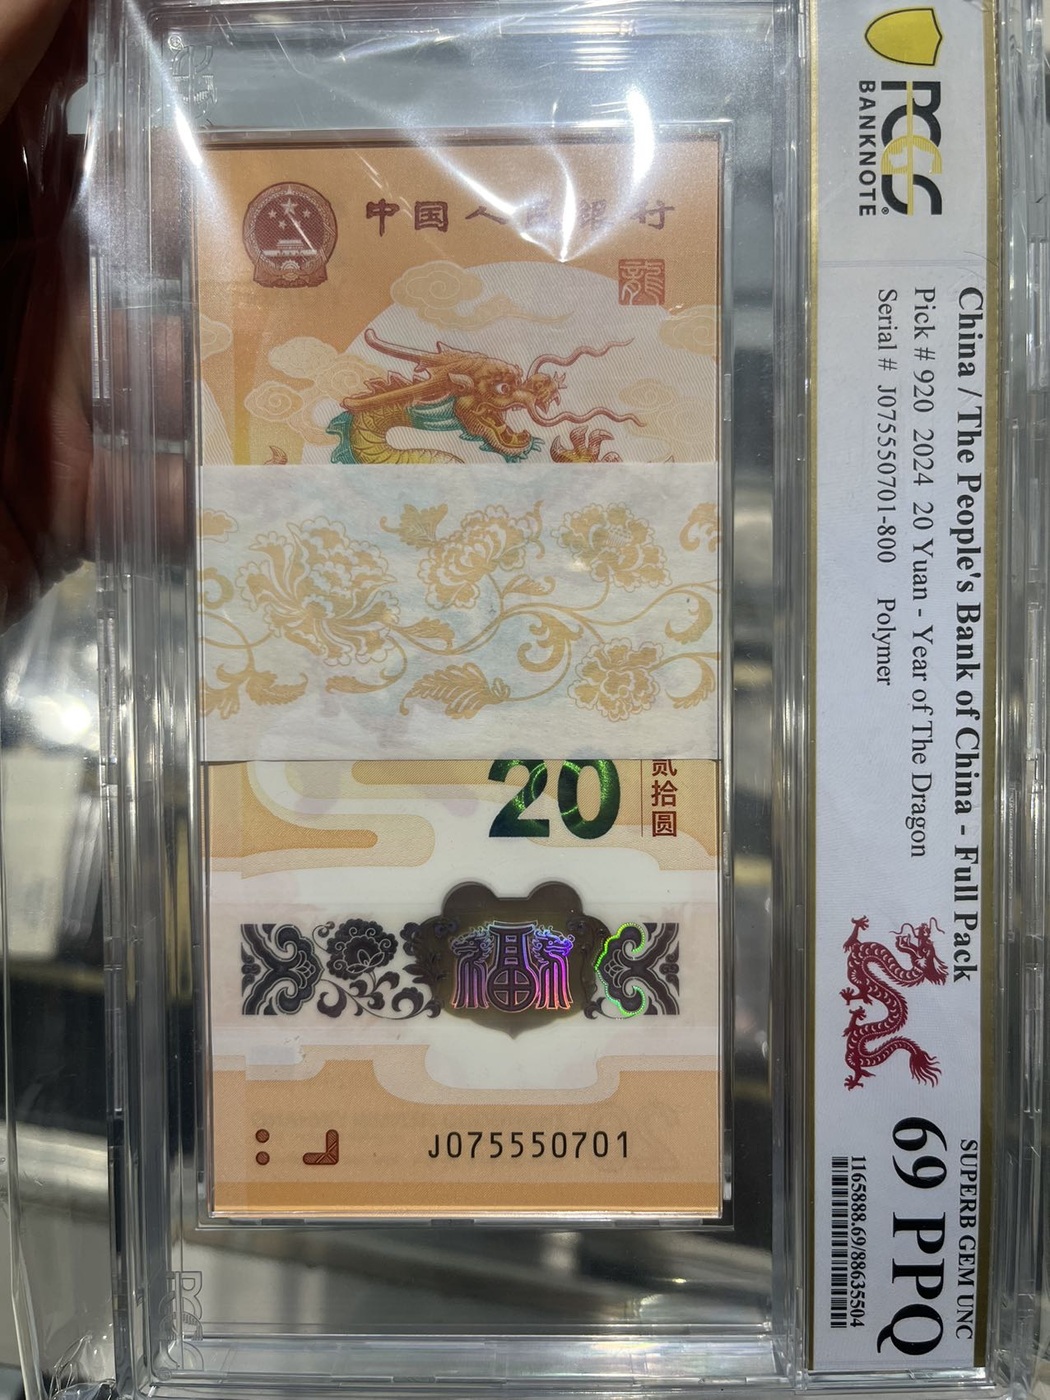 中国人民银行
龍
20
贰拾圆
J075550701
PCGS
BANKNOTE
China / The People's Bank of China - Full Pack
Pick # 920 2024 20 Yuan - Year of The Dragon
Serial # J075550701-800 Polymer
SUPERB GEM UNC
69 PPQ
1165888.69/88635504